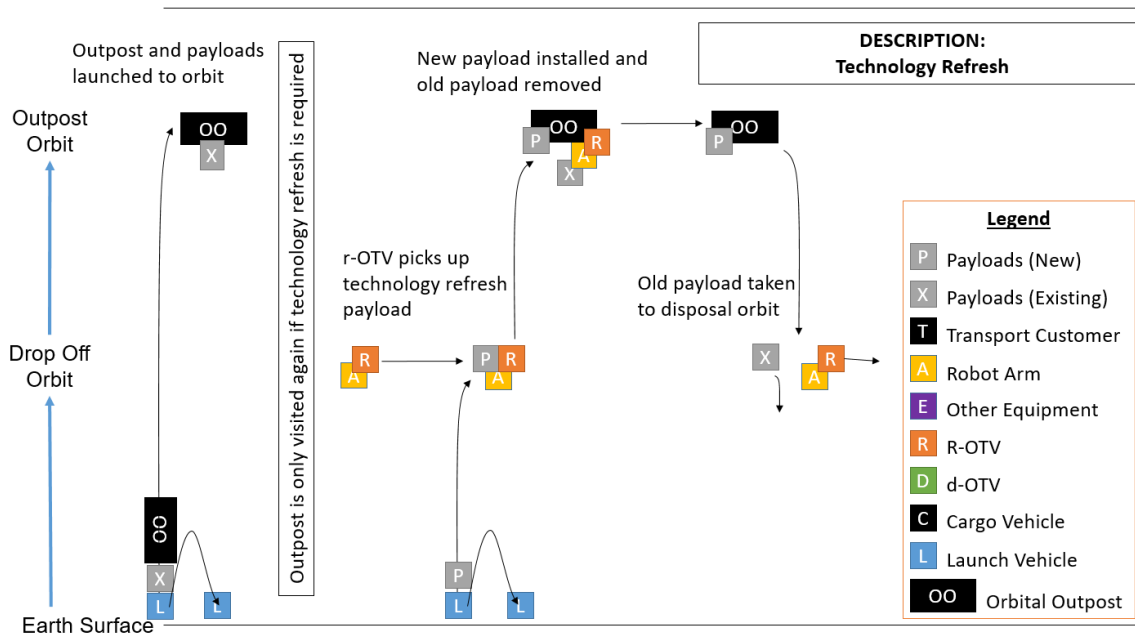 DESCRIPTION:
Technology Refresh
Outpost and payloads
launched to orbit
New payload installed and
old payload removed
Outpost
Orbit
OO
X
Outpost is only visited again if technology refresh is required
OO
P
R
A
X
OO
P
r-OTV picks up
technology refresh
payload
Old payload taken
to disposal orbit
Drop Off
Orbit
R
A
P
R
A
X
R
A
OO
X
L
L
P
L
L
Earth Surface
Legend
P Payloads (New)
X Payloads (Existing)
T Transport Customer
A Robot Arm
E Other Equipment
R R-OTV
D d-OTV
C Cargo Vehicle
L Launch Vehicle
OO Orbital Outpost